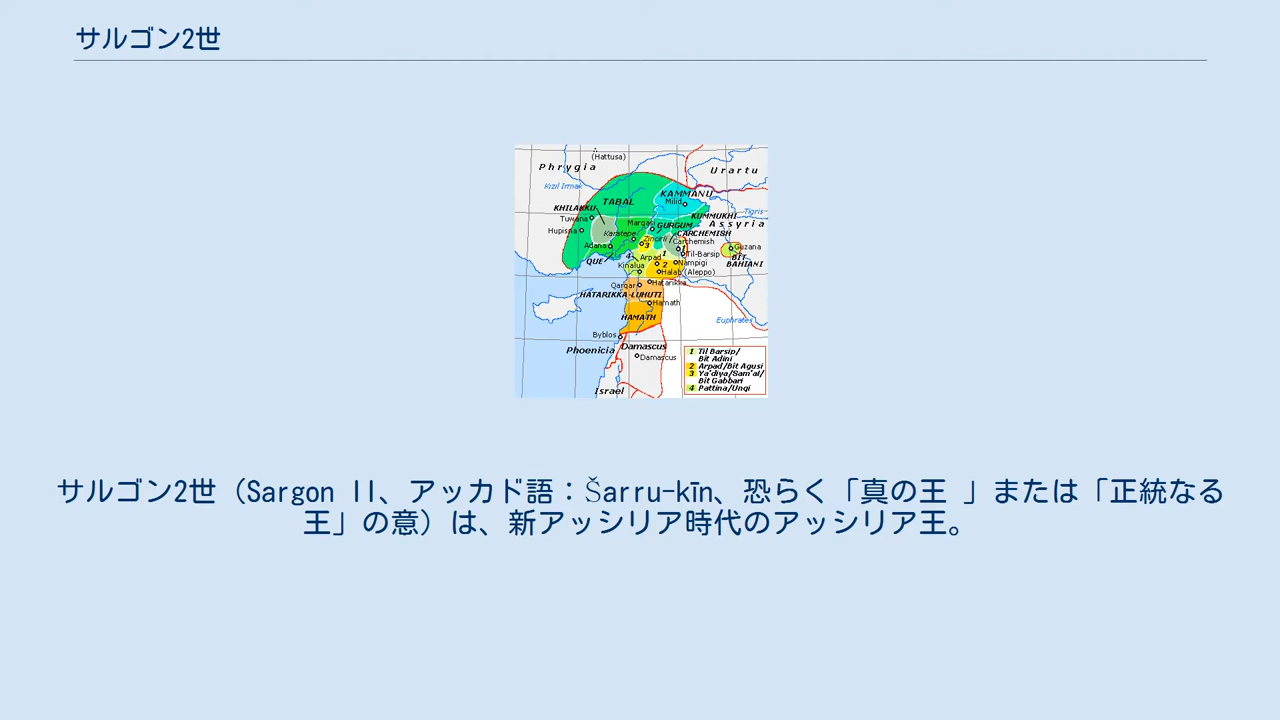 サルゴン2世
(Hattusa)
Phrygia
Urartu
Kizil Irmak
KAMMANU
Milid
TABAL
KHILAKKU
Tigris
KUMMUKHI
Tuwana
Margasi
GURGUM
Assyria
Hupisna
Karatepe
CARCHEMISH
Zincirli
Carchemish
Adana
3
1
Guzana
4
Arpad
1
Til-Barsip
BIT
BAHIANI
QUE
Kinalua
2
Nampigi
Halab (Aleppo)
Qarqar
Hatarikka
HATARIKKA-LUHUTI
Hamath
HAMATH
Euphrates
Byblos
Phoenicia
Damascus
Damascus
Israel
1 Til Barsip/
Bit Adini
2 Arpad/Bit Agusi
3 Ya'diya/Sam'al/
Bit Gabbari
4 Pattina/Unqi
サルゴン2世（Sargon II、アッカド語：Šarru-kīn、恐らく「真の王 」または「正統なる
王」の意）は、新アッシリア時代のアッシリア王。